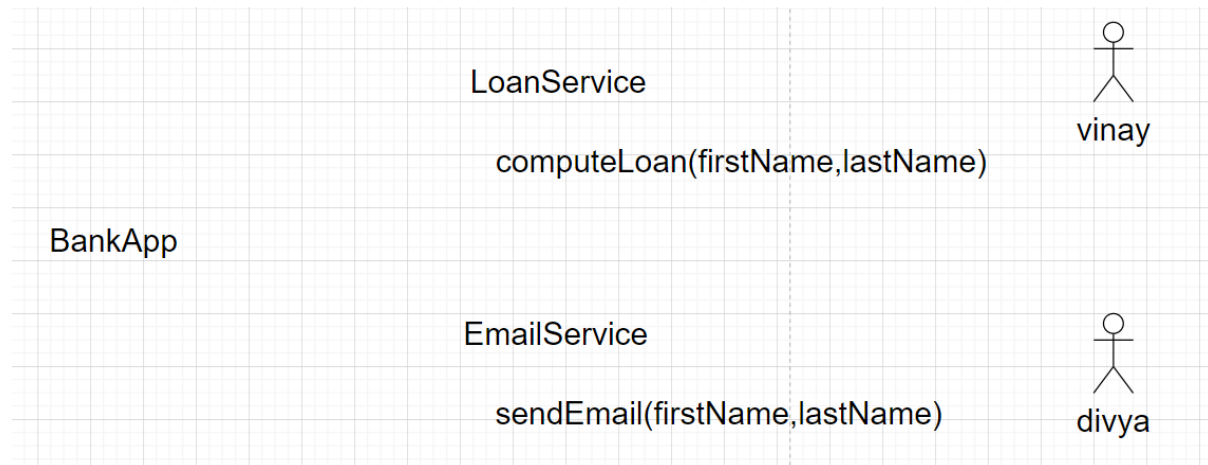 LoanService
vinay
computeLoan(firstName,lastName)
BankApp
EmailService
sendEmail(firstName,lastName)
divya